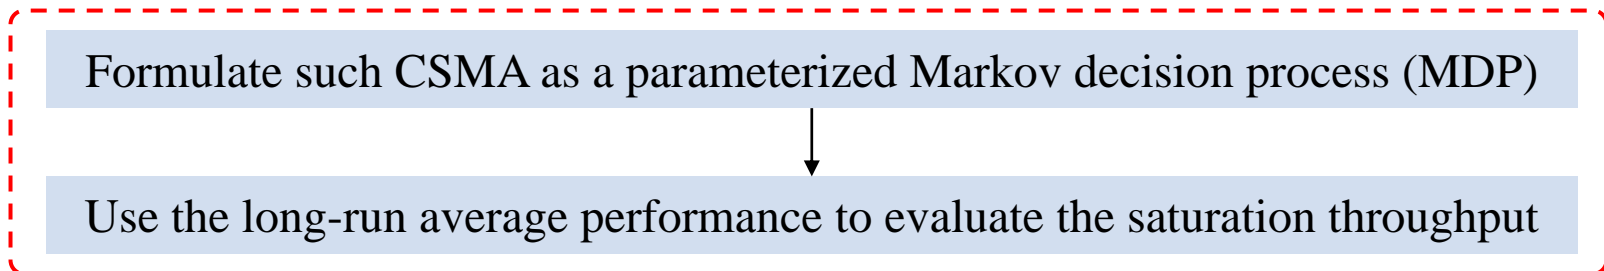 Formulate such CSMA as a parameterized Markov decision process (MDP)
Use the long-run average performance to evaluate the saturation throughput